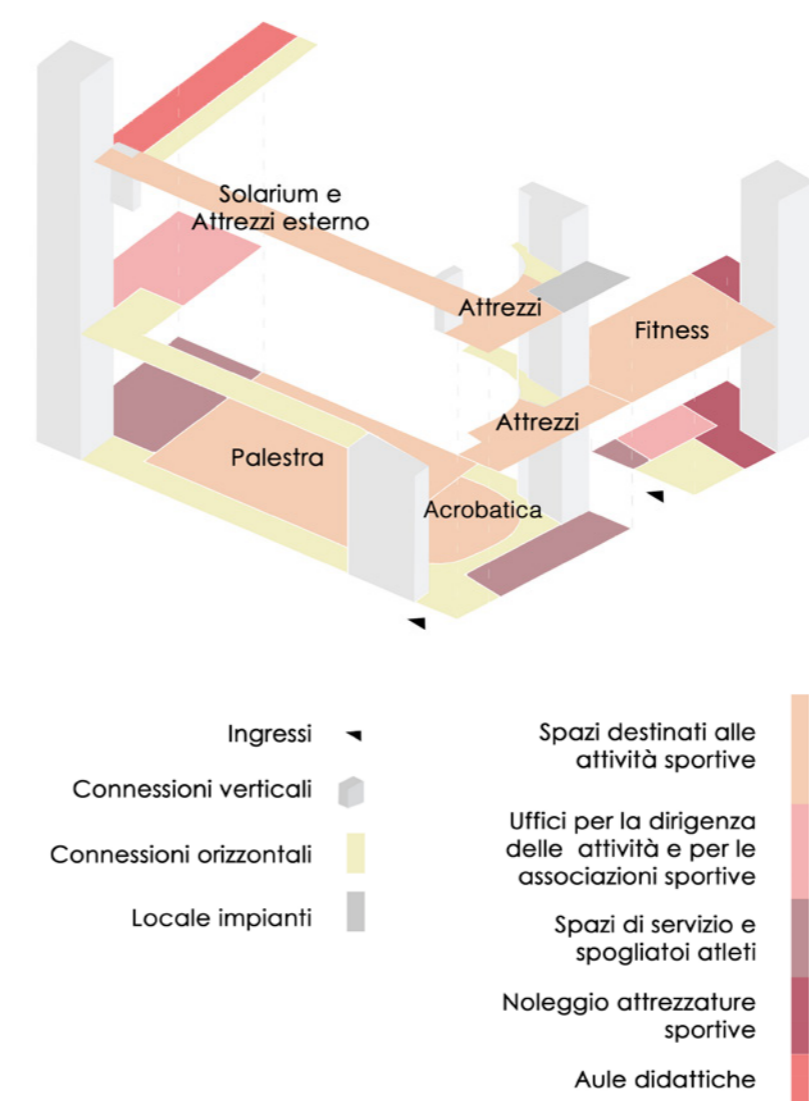 Solarium e
Attrezzi esterno
Attrezzi
Fitness
Attrezzi
Palestra
Acrobatica
Ingressi
Connessioni verticali
Connessioni orizzontali
Locale impianti
Spazi destinati alle
attività sportive
Uffici per la dirigenza
delle attività e per le
associazioni sportive
Spazi di servizio e
spogliatoi atleti
Noleggio attrezzature
sportive
Aule didattiche